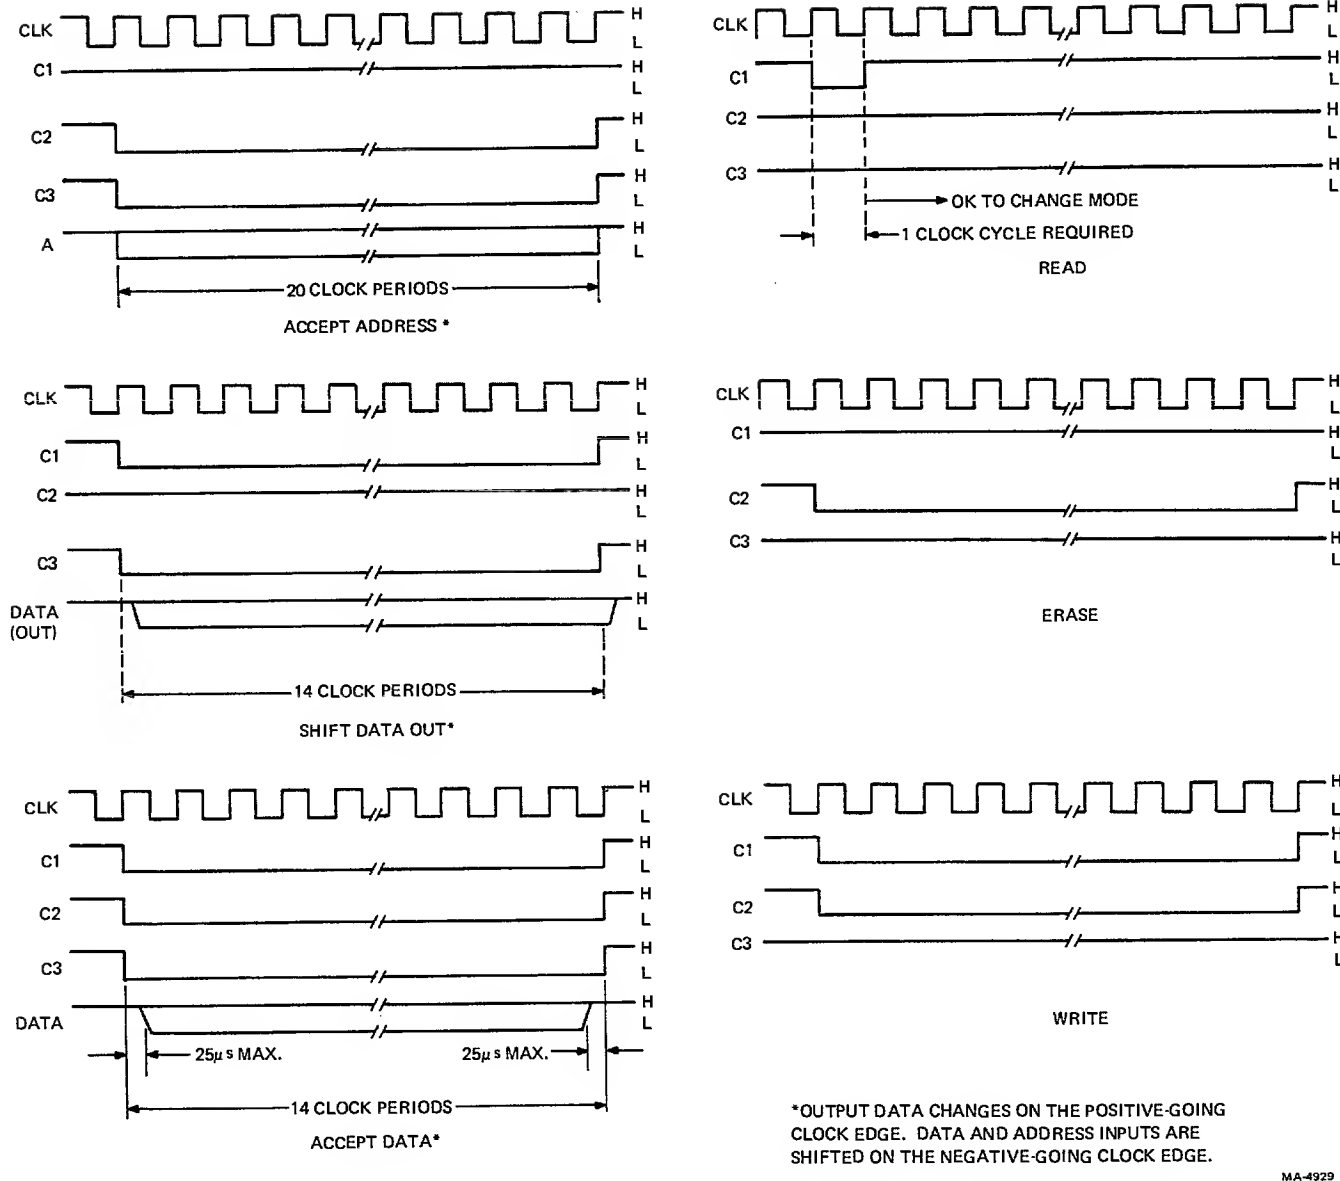 CLK H
L
C1 H
L
C2 H
L
C3 H
L
A H
L
20 CLOCK PERIODS
ACCEPT ADDRESS *
CLK H
L
C1 H
L
C2 H
L
C3 H
L
OK TO CHANGE MODE
1 CLOCK CYCLE REQUIRED
READ
CLK H
L
C1 H
L
C2 H
L
C3 H
L
DATA H
(OUT) L
14 CLOCK PERIODS
SHIFT DATA OUT*
CLK H
L
C1 H
L
C2 H
L
C3 H
L
ERASE
CLK H
L
C1 H
L
C2 H
L
C3 H
L
DATA H
L
25μs MAX. 25μs MAX.
14 CLOCK PERIODS
ACCEPT DATA*
CLK H
L
C1 H
L
C2 H
L
C3 H
L
WRITE
*OUTPUT DATA CHANGES ON THE POSITIVE-GOING
CLOCK EDGE. DATA AND ADDRESS INPUTS ARE
SHIFTED ON THE NEGATIVE-GOING CLOCK EDGE.
MA-4929